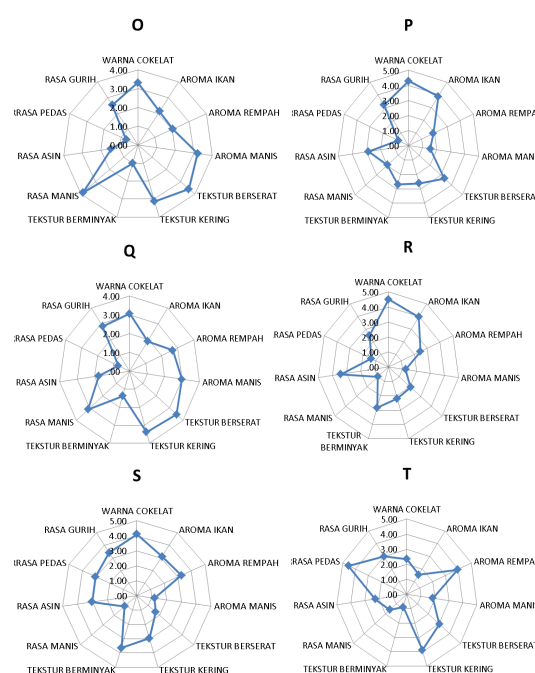 O
WARNA COKELAT
4.00
RASA GURIH
AROMA IKAN
3.00
RASA PEDAS
2.00
AROMA REMPAH
1.00
0.00
RASA ASIN
AROMA MANIS
RASA MANIS
TEKSTUR BERSERAT
TEKSTUR BERMINYAK
TEKSTUR KERING
P
WARNA COKELAT
5.00
RASA GURIH
AROMA IKAN
4.00
3.00
RASA PEDAS
2.00
AROMA REMPA
1.00
.00
RASA ASIN
AROMA MAN
RASA MANIS
TEKSTUR BERSERA
TEKSTUR BERMINYAK
TEKSTUR KERING
Q
WARNA COKELAT
4.00
RASA GURIH
AROMA IKAN
3.00
RASA PEDAS
2.00
AROMA REMPAH
1.00
.00
RASA ASIN
AROMA MANIS
RASA MANIS
TEKSTUR BERSERAT
TEKSTUR BERMINYAK
TEKSTUR KERING
R
WARNA COKELAT
5.00
RASA GURIH
AROMA IKAN
4.00
3.00
RASA PEDAS
2.00
AROMA REMPAH
1.00
.00
RASA ASIN
AROMA MANIS
RASA MANIS
TEKSTUR BERSERAT
TEKSTUR
BERMINYAK
TEKSTUR KERING
S
WARNA COKELAT
5.00
RASA GURIH
AROMA IKAN
4.00
3.00
RASA PEDAS
2.00
AROMA REMPAH
1.00
.00
RASA ASIN
AROMA MANIS
RASA MANIS
TEKSTUR BERSERAT
TEKSTUR BERMINYAK
TEKSTUR KERING
T
WARNA COKELAT
5.00
RASA GURIH
AROMA IKAN
4.00
3.00
RASA PEDAS
2.00
AROMA REMPA
1.00
.00
RASA ASIN
AROMA MANI
RASA MANIS
TEKSTUR BERSERA
TEKSTUR BERMINYAK
TEKSTUR KERING